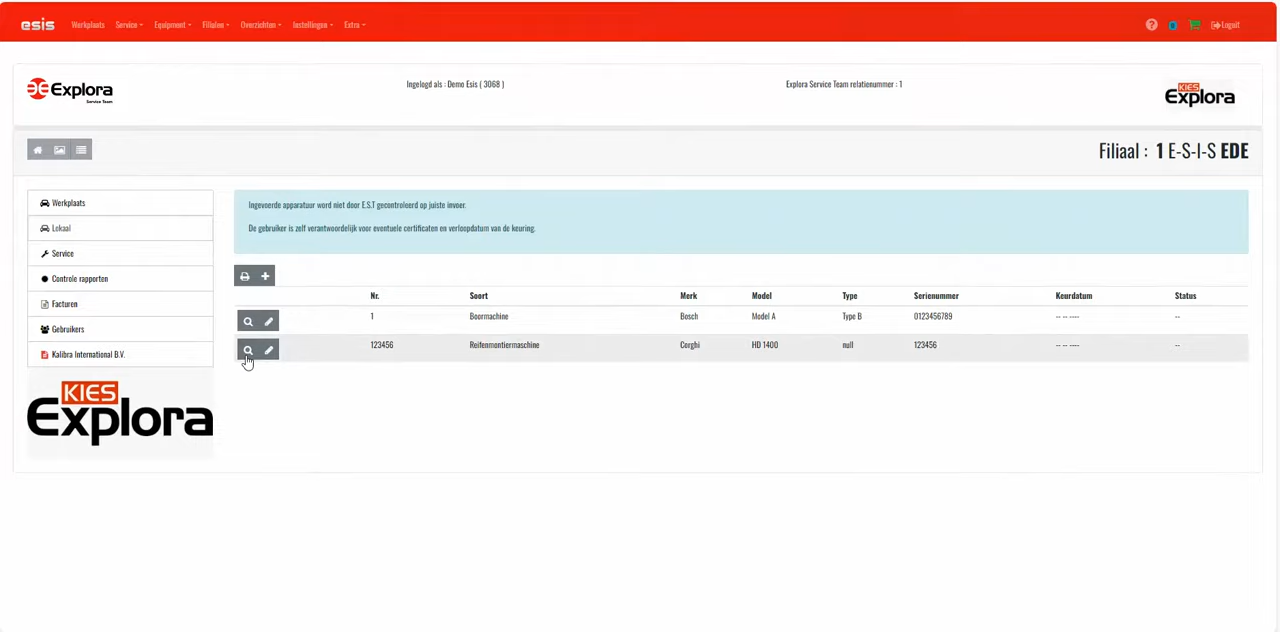 esis Werkplaats Service Equipment Filialen Overzichten Instellingen Extra Loguit
Explora
Service Team
Ingelogd als : Demo Esis ( 3068 )
Explora Service Team relatienummer : 1
KIES
Explora
Filiaal : 1 E-S-I-S EDE
Werkplaats
Lokaal
Service
Controle rapporten
Facturen
Gebruikers
Kalibra International B.V.
KIES
Explora
Ingevoerde apparatuur word niet door E.S.T gecontroleerd op juiste invoer.
De gebruiker is zelf verantwoordelijk voor eventuele certificaten en verloopdatum van de keuring.
Nr. Soort Merk Model Type Serienummer Keurdatum Status
1 Boormachine Bosch Model A Type B 0123456789 -- -- ---- --
123456 Reifenmontiermaschine Corghi HD 1400 null 123456 -- -- ---- --